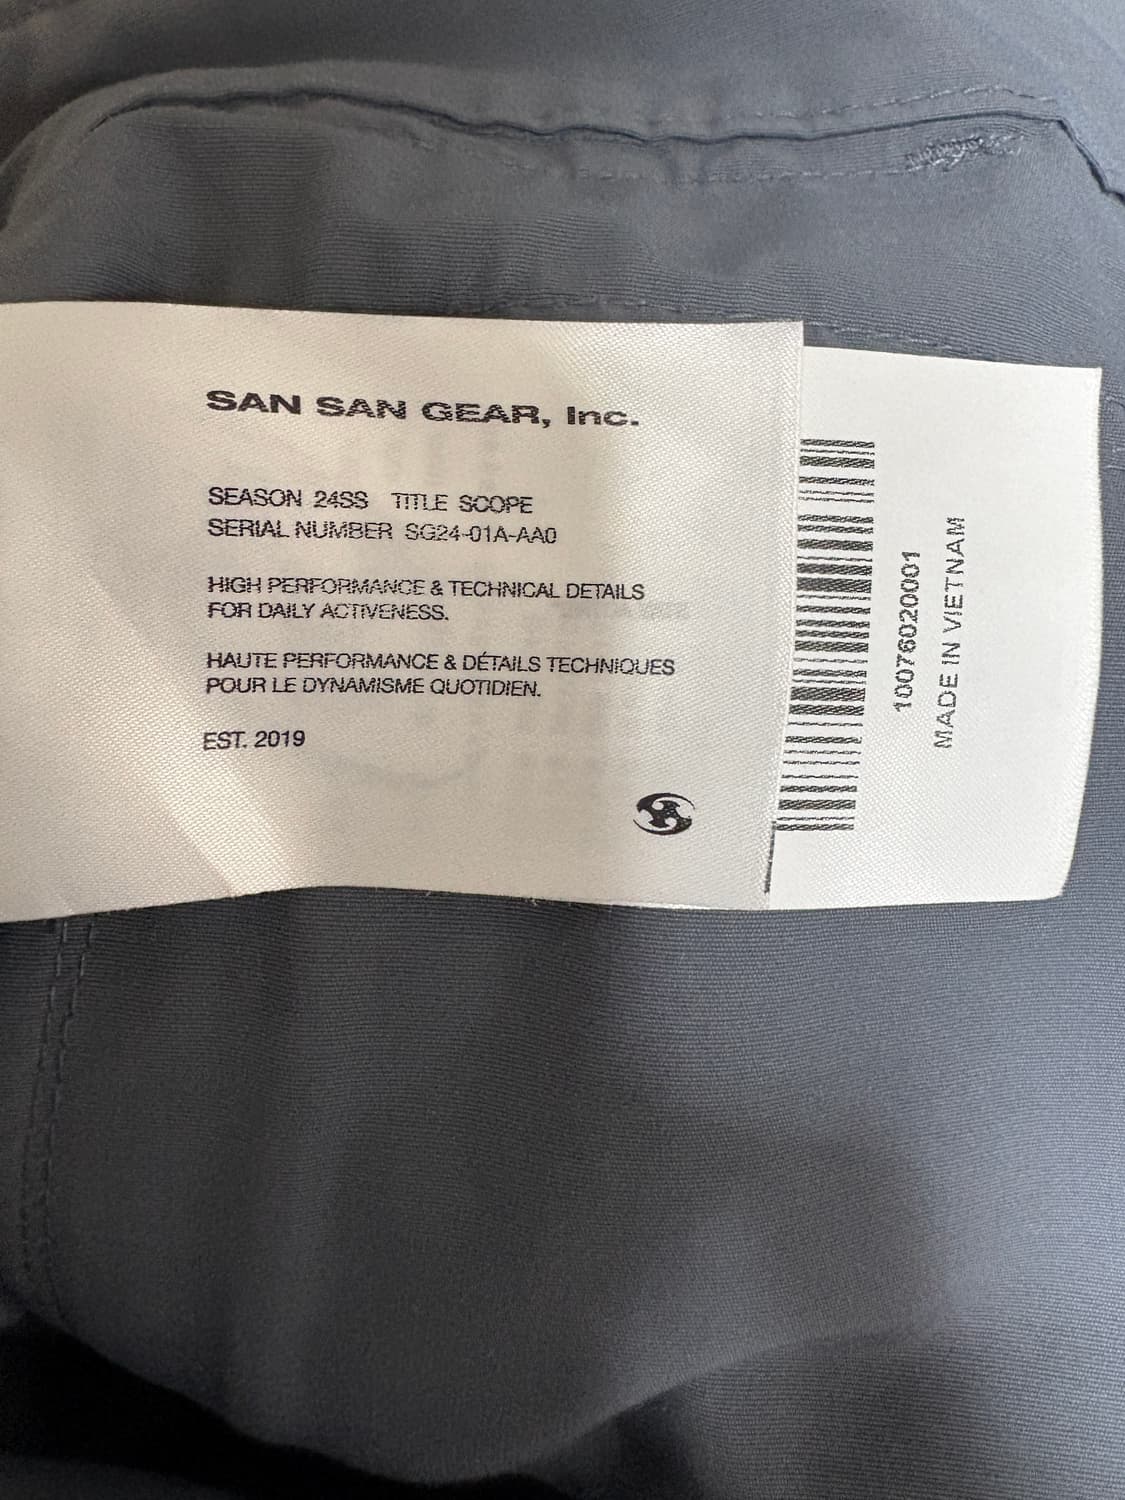 SAN SAN GEAR, Inc.
SEASON 24SS TITLE SCOPE
SERIAL NUMBER SG24-01A-AA0
HIGH PERFORMANCE & TECHNICAL DETAILS
FOR DAILY ACTIVENESS.
HAUTE PERFORMANCE & DÉTAILS TECHNIQUES
POUR LE DYNAMISME QUOTIDIEN.
EST. 2019
10076020001
MADE IN VIETNAM